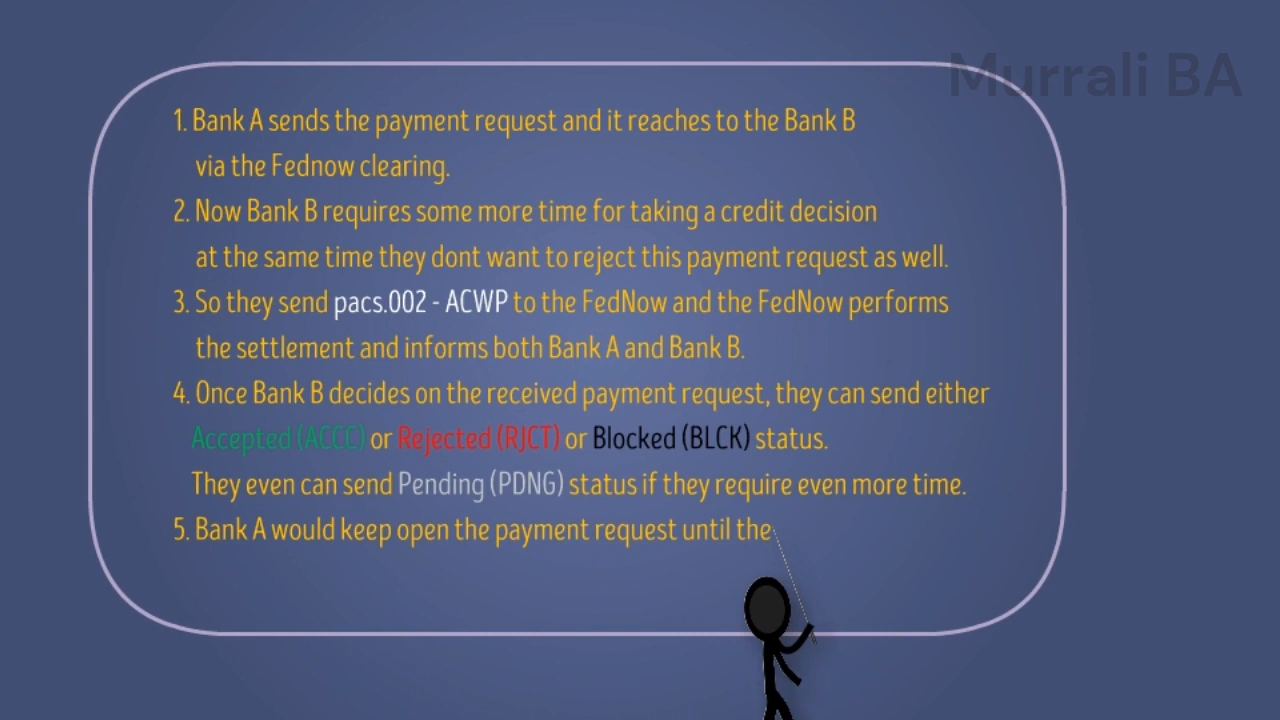 Murrali BA
1. Bank A sends the payment request and it reaches to the Bank B
via the Fednow clearing.
2. Now Bank B requires some more time for taking a credit decision
at the same time they dont want to reject this payment request as well.
3. So they send pacs.002 - ACWP to the FedNow and the FedNow performs
the settlement and informs both Bank A and Bank B.
4. Once Bank B decides on the received payment request, they can send either
Accepted (ACCC) or Rejected (RJCT) or Blocked (BLCK) status.
They even can send Pending (PDNG) status if they require even more time.
5. Bank A would keep open the payment request until the